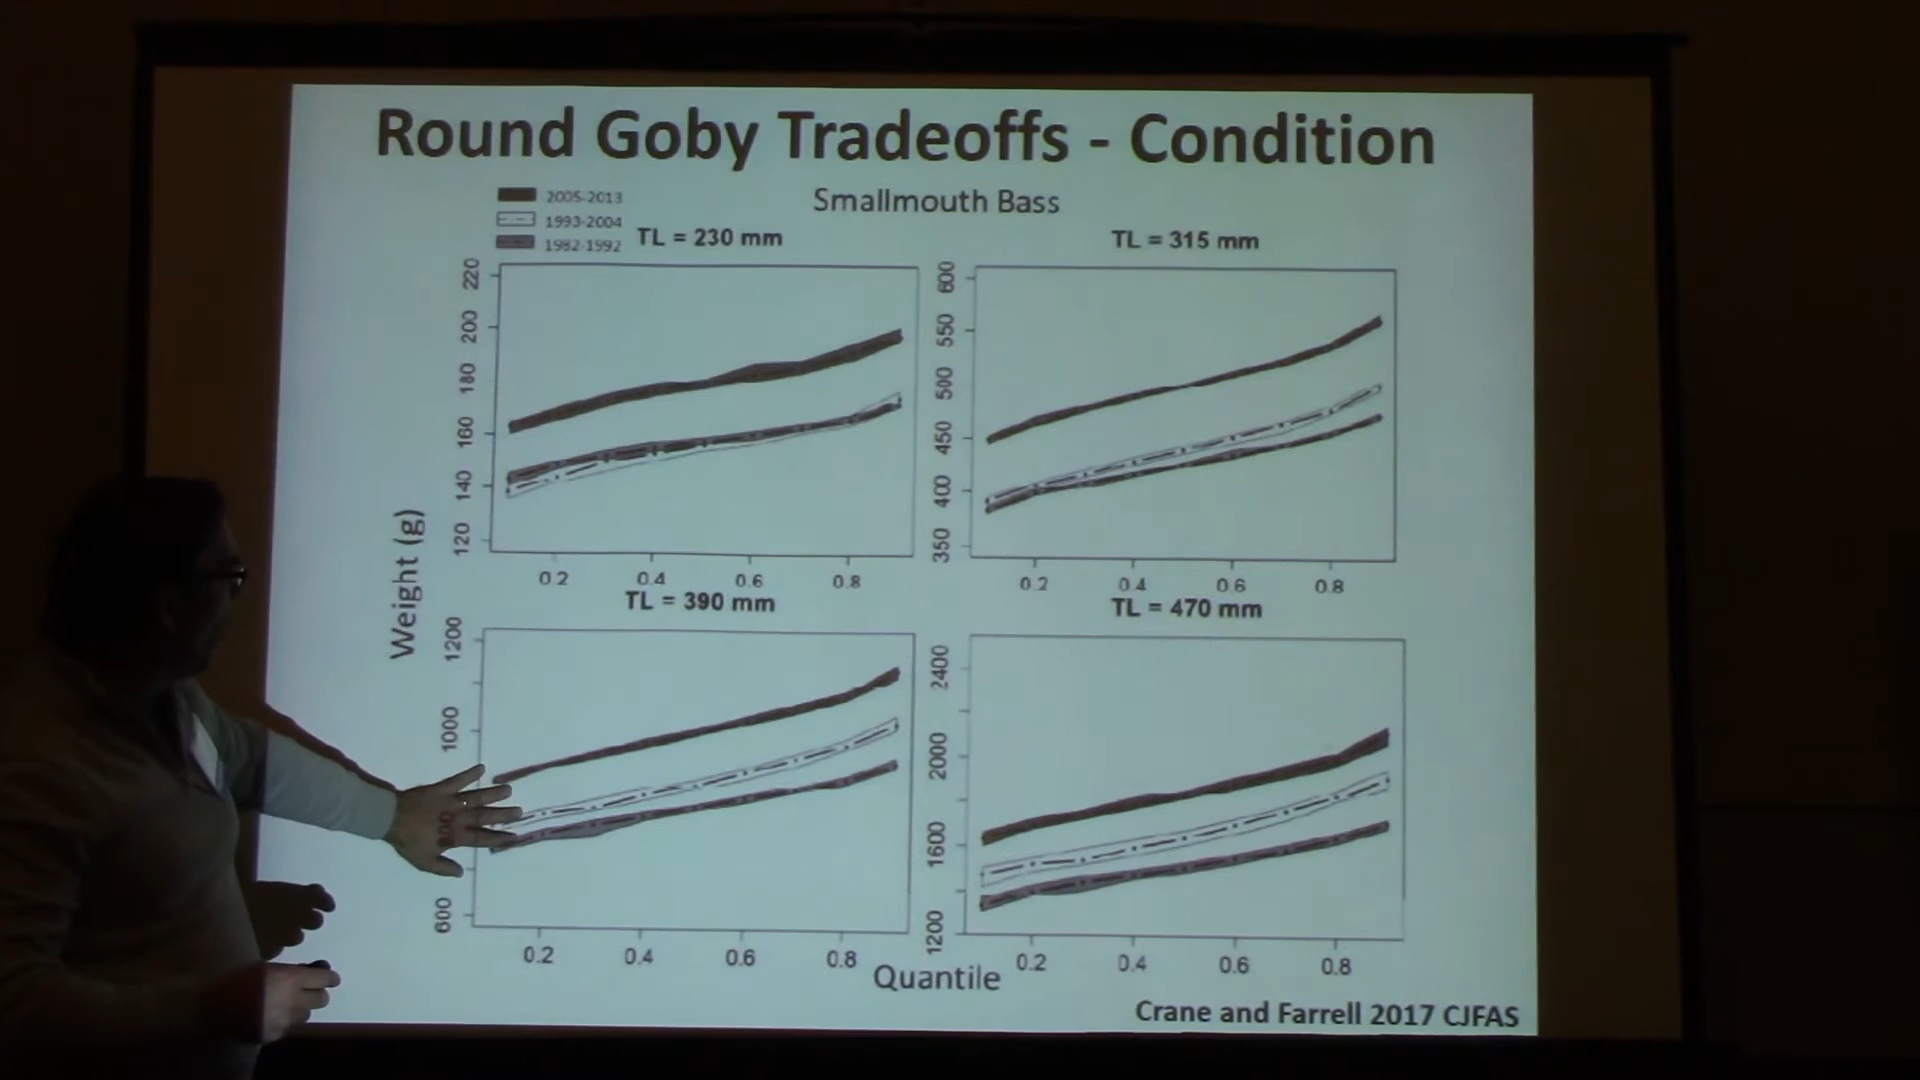 Round Goby Tradeoffs - Condition
Smallmouth Bass
2005-2013
1993-2004
1982-1992
TL = 230 mm
220
200
180
160
140
120
0.2 0.4 0.6 0.8
TL = 315 mm
600
550
500
450
400
350
0.2 0.4 0.6 0.8
Weight (g)
TL = 390 mm
1200
1000
800
600
0.2 0.4 0.6 0.8
TL = 470 mm
2400
2000
1600
1200
0.2 0.4 0.6 0.8
Quantile
Crane and Farrell 2017 CJFAS